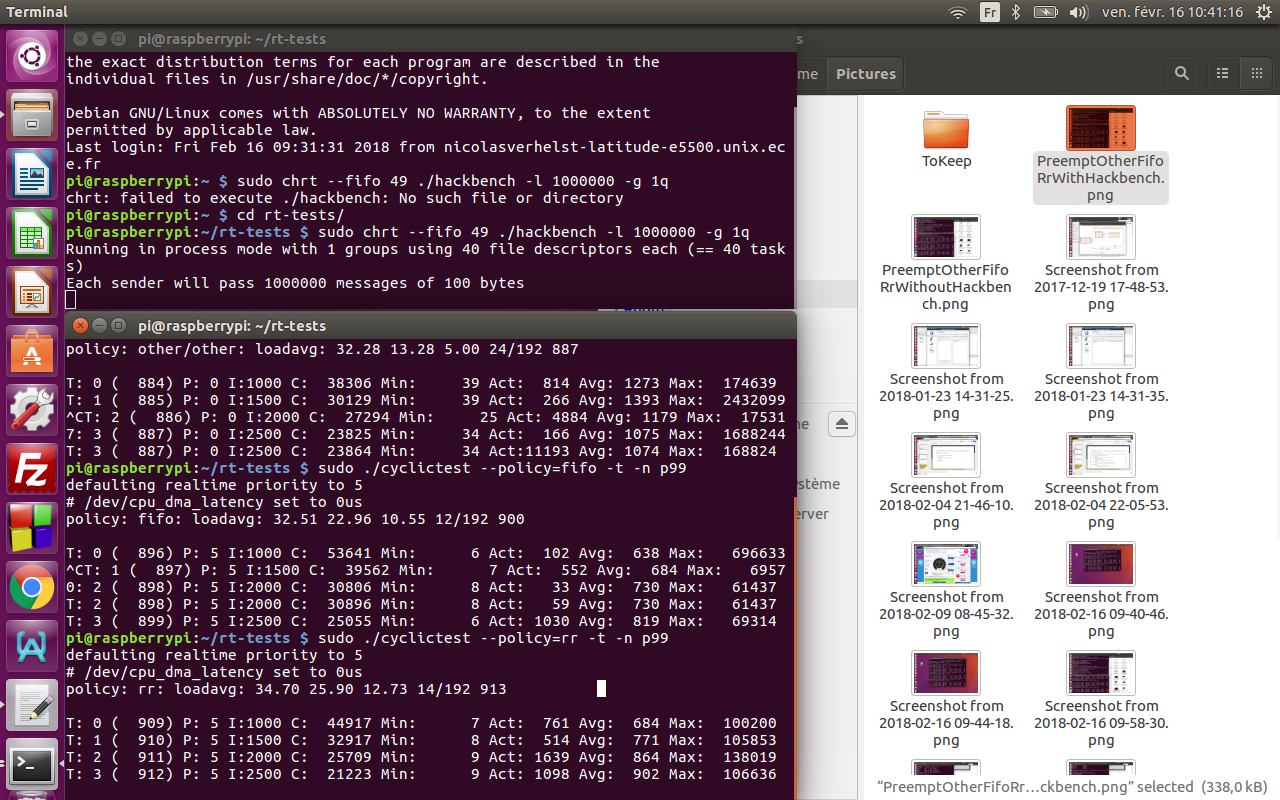 Terminal
Fr
ven. févr. 16 10:41:16
pi@raspberrypi: ~/rt-tests
the exact distribution terms for each program are described in the
individual files in /usr/share/doc/*/copyright.
Debian GNU/Linux comes with ABSOLUTELY NO WARRANTY, to the extent
permitted by applicable law.
Last login: Fri Feb 16 09:31:31 2018 from nicolasverhelst-latitude-e5500.unix.ec
e.fr
pi@raspberrypi:~ $ sudo chrt --fifo 49 ./hackbench -l 1000000 -g 1q
chrt: failed to execute ./hackbench: No such file or directory
pi@raspberrypi:~ $ cd rt-tests/
pi@raspberrypi:~/rt-tests $ sudo chrt --fifo 49 ./hackbench -l 1000000 -g 1q
Running in process mode with 1 groups using 40 file descriptors each (== 40 task
s)
Each sender will pass 1000000 messages of 100 bytes
pi@raspberrypi: ~/rt-tests
policy: other/other: loadavg: 32.28 13.28 5.00 24/192 887
T: 0 (  884) P: 0 I:1000 C:  38306 Min:     39 Act:  814 Avg: 1273 Max:  174639
T: 1 (  885) P: 0 I:1500 C:  30129 Min:     39 Act:  266 Avg: 1393 Max:  2432099
^CT: 2 (  886) P: 0 I:2000 C:  27294 Min:     25 Act: 4884 Avg: 1179 Max:  17531
7: 3 (  887) P: 0 I:2500 C:  23825 Min:     34 Act:  166 Avg: 1075 Max:  1688244
T: 3 (  887) P: 0 I:2500 C:  23864 Min:     34 Act:11193 Avg: 1074 Max:  168824
pi@raspberrypi:~/rt-tests $ sudo ./cyclictest --policy=fifo -t -n p99
defaulting realtime priority to 5
# /dev/cpu_dma_latency set to 0us
policy: fifo: loadavg: 32.51 22.96 10.55 12/192 900
T: 0 (  896) P: 5 I:1000 C:  53641 Min:      6 Act:  102 Avg:  638 Max:  696633
^CT: 1 (  897) P: 5 I:1500 C:  39562 Min:      7 Act:  552 Avg:  684 Max:   6957
0: 2 (  898) P: 5 I:2000 C:  30806 Min:      8 Act:   33 Avg:  730 Max:   61437
T: 2 (  898) P: 5 I:2000 C:  30896 Min:      8 Act:   59 Avg:  730 Max:   61437
T: 3 (  899) P: 5 I:2500 C:  25055 Min:      6 Act: 1030 Avg:  819 Max:   69314
pi@raspberrypi:~/rt-tests $ sudo ./cyclictest --policy=rr -t -n p99
defaulting realtime priority to 5
# /dev/cpu_dma_latency set to 0us
policy: rr: loadavg: 34.70 25.90 12.73 14/192 913
T: 0 (  909) P: 5 I:1000 C:  44917 Min:      7 Act:  761 Avg:  684 Max:  100200
T: 1 (  910) P: 5 I:1500 C:  32917 Min:      8 Act:  514 Avg:  771 Max:  105853
T: 2 (  911) P: 5 I:2000 C:  25709 Min:      9 Act: 1639 Avg:  864 Max:  138019
T: 3 (  912) P: 5 I:2500 C:  21223 Min:      9 Act: 1098 Avg:  902 Max:  106636
s
me
Pictures
me
ystème
erver
ToKeep
PreemptOtherFifo
RrWithHackbench.
png
PreemptOtherFifo
RrWithoutHackben
ch.png
Screenshot from
2017-12-19 17-48-53.
png
Screenshot from
2018-01-23 14-31-25.
png
Screenshot from
2018-01-23 14-31-35.
png
Screenshot from
2018-02-04 21-46-10.
png
Screenshot from
2018-02-04 22-05-53.
png
Screenshot from
2018-02-09 08-45-32.
png
Screenshot from
2018-02-16 09-40-46.
png
Screenshot from
2018-02-16 09-44-18.
png
Screenshot from
2018-02-16 09-58-30.
png
“PreemptOtherFifoRr…ckbench.png” selected (338,0 kB)